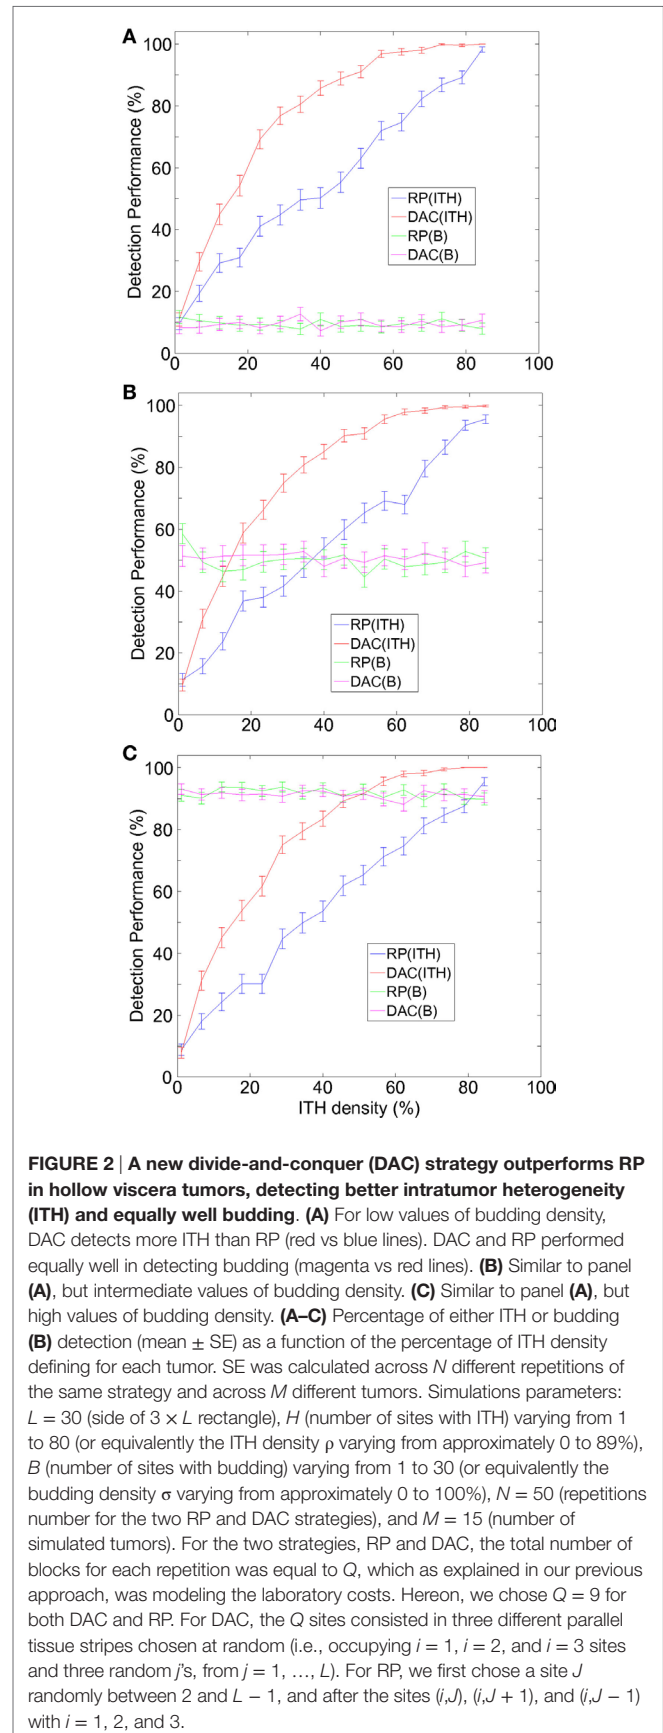 A
100
80
60
40
20
0
Detection Performance (%)
RP(ITH)
DAC(ITH)
RP(B)
DAC(B)
0 20 40 60 80 100
B
100
80
60
40
20
0
Detection Performance (%)
RP(ITH)
DAC(ITH)
RP(B)
DAC(B)
0 20 40 60 80 100
C
100
80
60
40
20
0
Detection Performance (%)
RP(ITH)
DAC(ITH)
RP(B)
DAC(B)
0 20 40 60 80 100
ITH density (%)
FIGURE 2 | A new divide-and-conquer (DAC) strategy outperforms RP
in hollow viscera tumors, detecting better intratumor heterogeneity
(ITH) and equally well budding. (A) For low values of budding density,
DAC detects more ITH than RP (red vs blue lines). DAC and RP performed
equally well in detecting budding (magenta vs red lines). (B) Similar to panel
(A), but intermediate values of budding density. (C) Similar to panel (A), but
high values of budding density. (A–C) Percentage of either ITH or budding
(B) detection (mean ± SE) as a function of the percentage of ITH density
defining for each tumor. SE was calculated across N different repetitions of
the same strategy and across M different tumors. Simulations parameters:
L = 30 (side of 3 × L rectangle), H (number of sites with ITH) varying from 1
to 80 (or equivalently the ITH density ρ varying from approximately 0 to 89%),
B (number of sites with budding) varying from 1 to 30 (or equivalently the
budding density σ varying from approximately 0 to 100%), N = 50 (repetitions
number for the two RP and DAC strategies), and M = 15 (number of
simulated tumors). For the two strategies, RP and DAC, the total number of
blocks for each repetition was equal to Q, which as explained in our previous
approach, was modeling the laboratory costs. Hereon, we chose Q = 9 for
both DAC and RP. For DAC, the Q sites consisted in three different parallel
tissue stripes chosen at random (i.e., occupying i = 1, i = 2, and i = 3 sites
and three random j's, from j = 1, …, L). For RP, we first chose a site J
randomly between 2 and L − 1, and after the sites (i,J), (i,J + 1), and (i,J − 1)
with i = 1, 2, and 3.